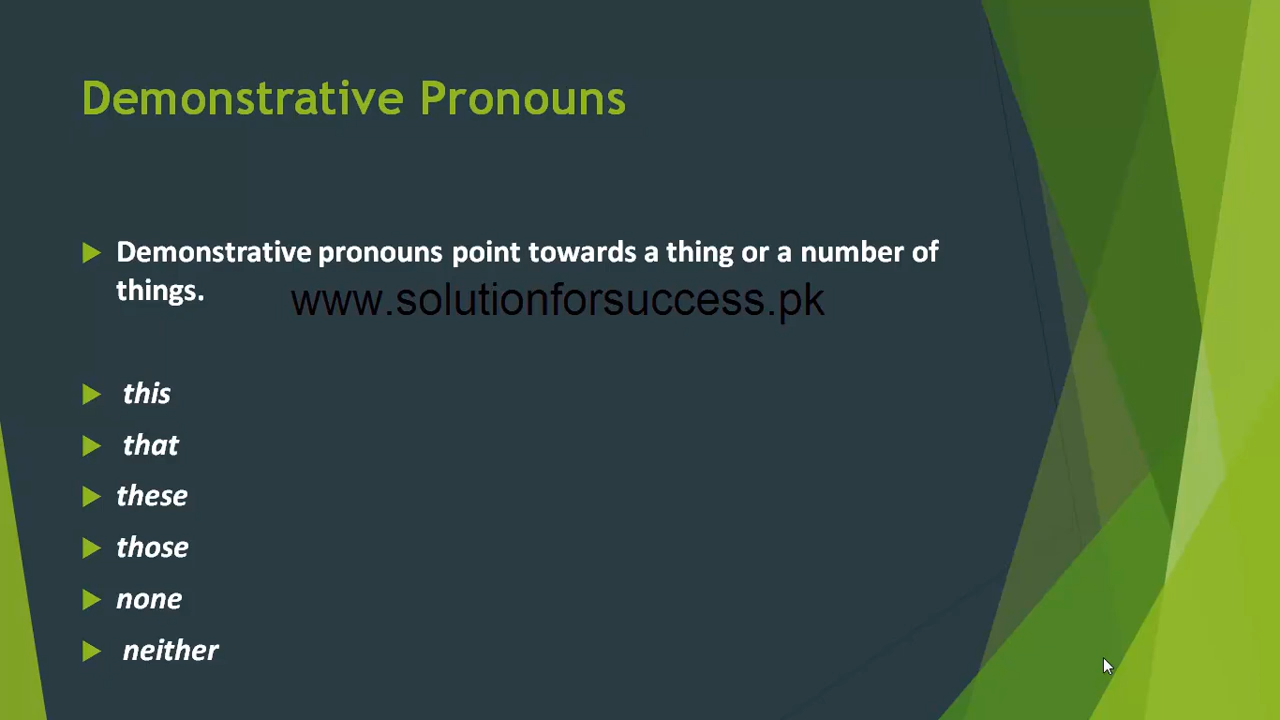 Demonstrative Pronouns
Demonstrative pronouns point towards a thing or a number of
things.
www.solutionforsuccess.pk
this
that
these
those
none
neither